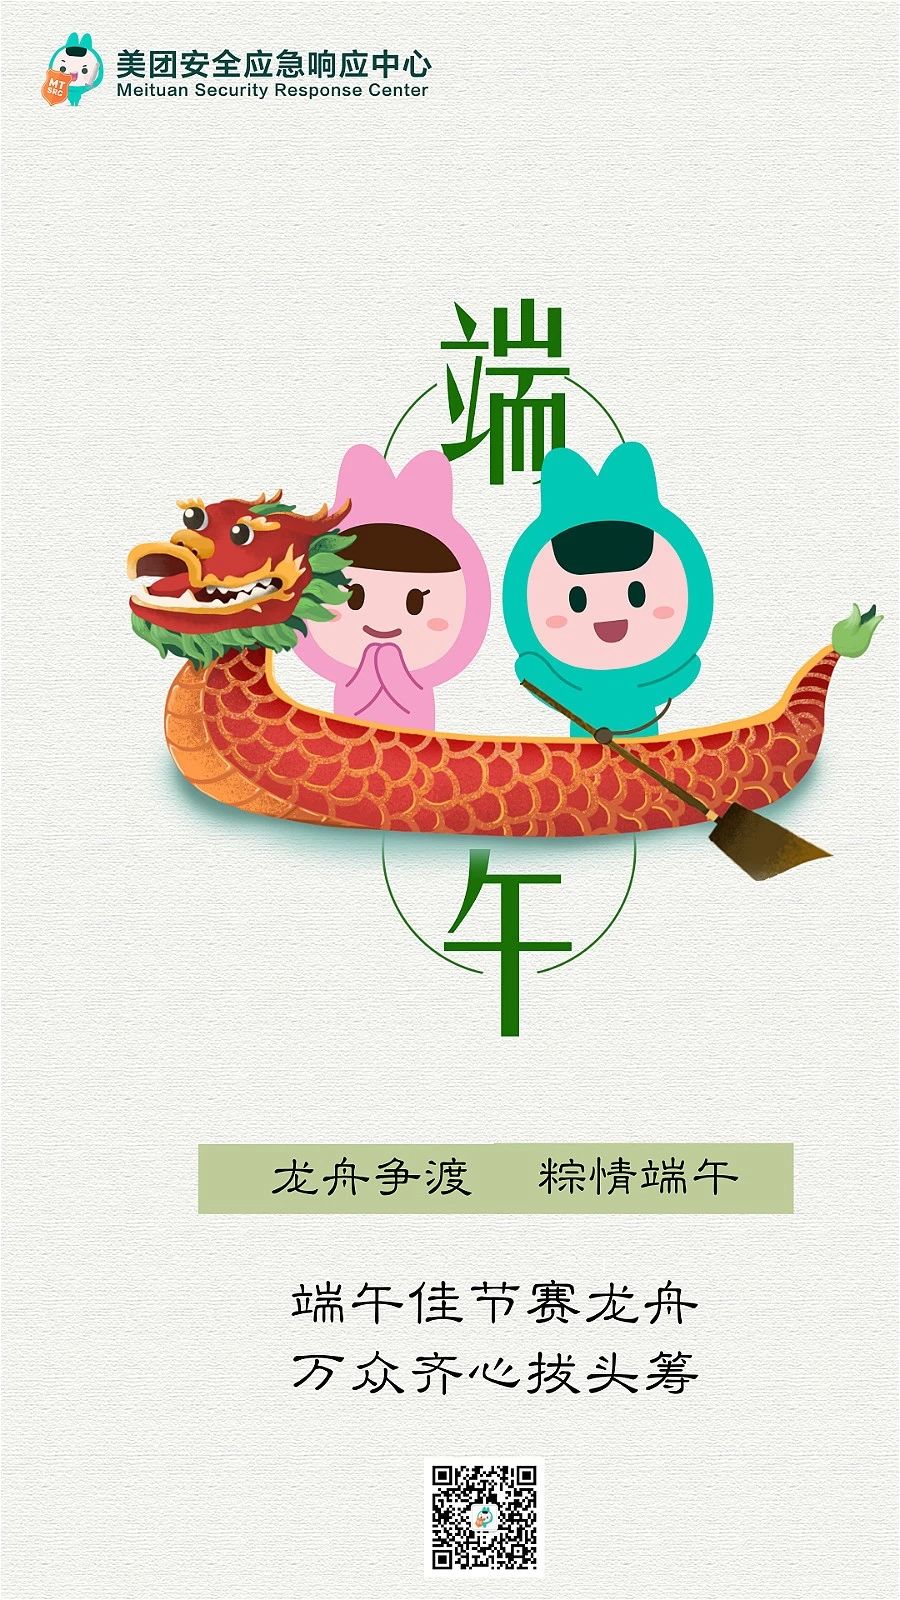 美团安全应急响应中心
Meituan Security Response Center
MT
SRC
端
午
龙舟争渡 粽情端午
端午佳节赛龙舟
万众齐心拔头筹